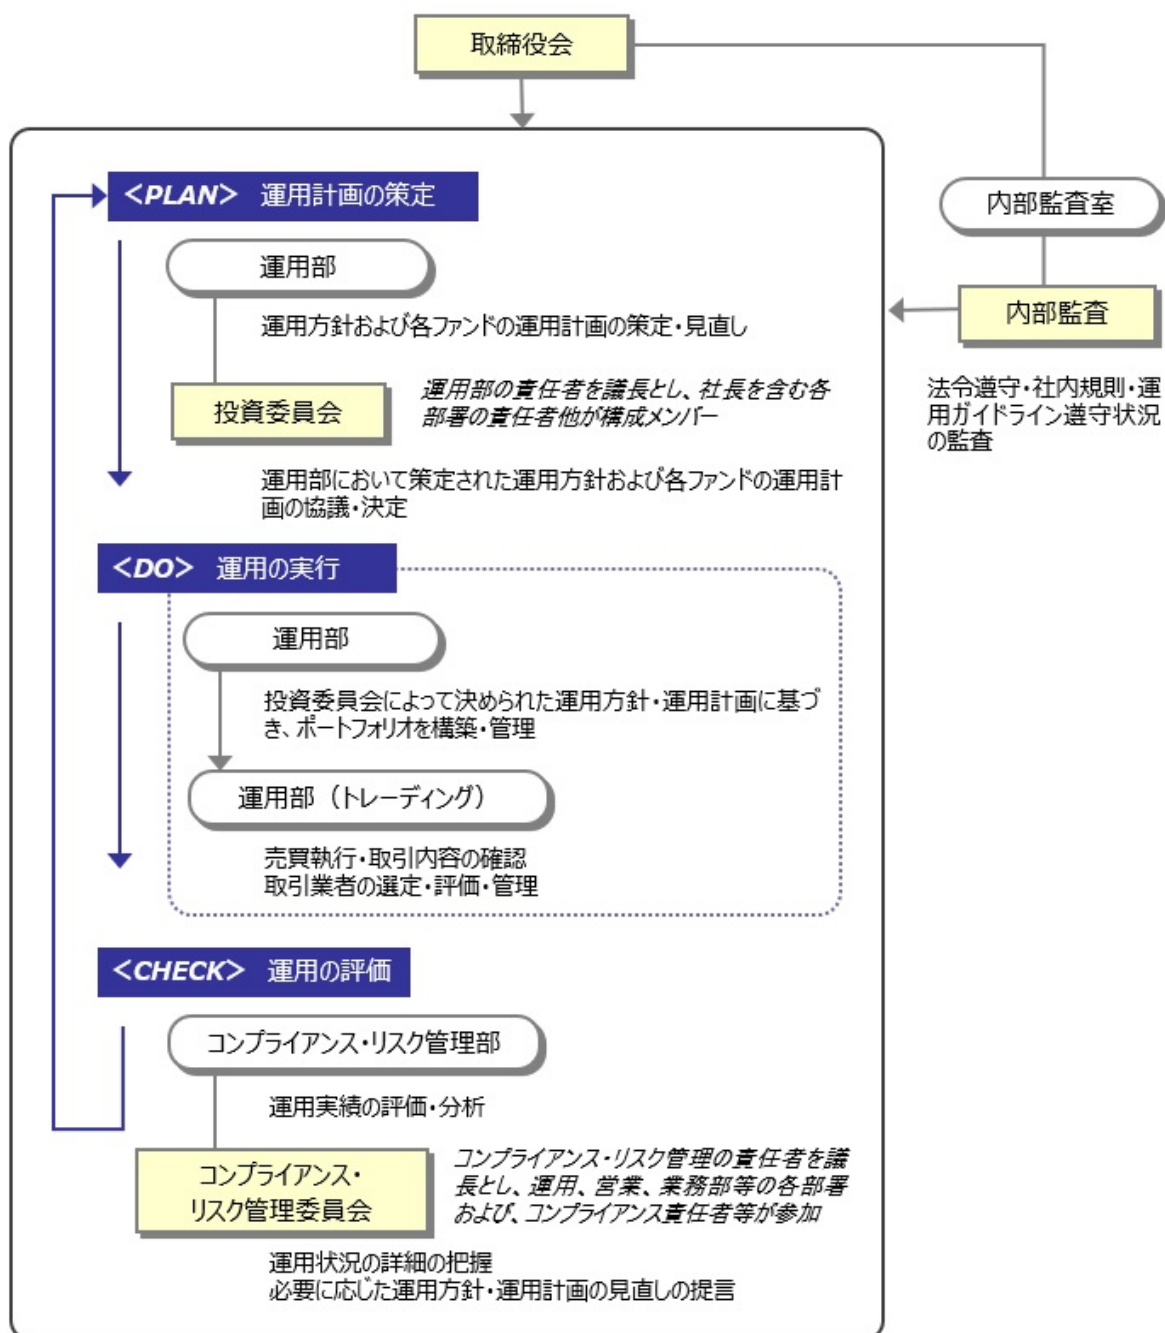 取締役会
<PLAN> 運用計画の策定
運用部
運用方針および各ファンドの運用計画の策定・見直し
投資委員会
運用部の責任者を議長とし、社長を含む各
部署の責任者他が構成メンバー
運用部において策定された運用方針および各ファンドの運用計
画の協議・決定
<DO> 運用の実行
運用部
投資委員会によって決められた運用方針・運用計画に基づ
き、ポートフォリオを構築・管理
運用部（トレーディング）
売買執行・取引内容の確認
取引業者の選定・評価・管理
<CHECK> 運用の評価
コンプライアンス・リスク管理部
運用実績の評価・分析
コンプライアンス・
リスク管理委員会
コンプライアンス・リスク管理の責任者を議
長とし、運用、営業、業務部等の各部署
および、コンプライアンス責任者等が参加
運用状況の詳細の把握
必要に応じた運用方針・運用計画の見直しの提言
内部監査室
内部監査
法令遵守・社内規則・運
用ガイドライン遵守状況
の監査